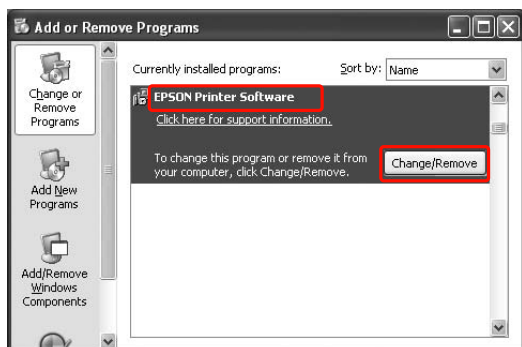 Add or Remove Programs
Change or
Remove
Programs
Add New
Programs
Add/Remove
Windows
Components
Currently installed programs:
Sort by:
Name
EPSON Printer Software
Click here for support information.
To change this program or remove it from
your computer, click Change/Remove.
Change/Remove